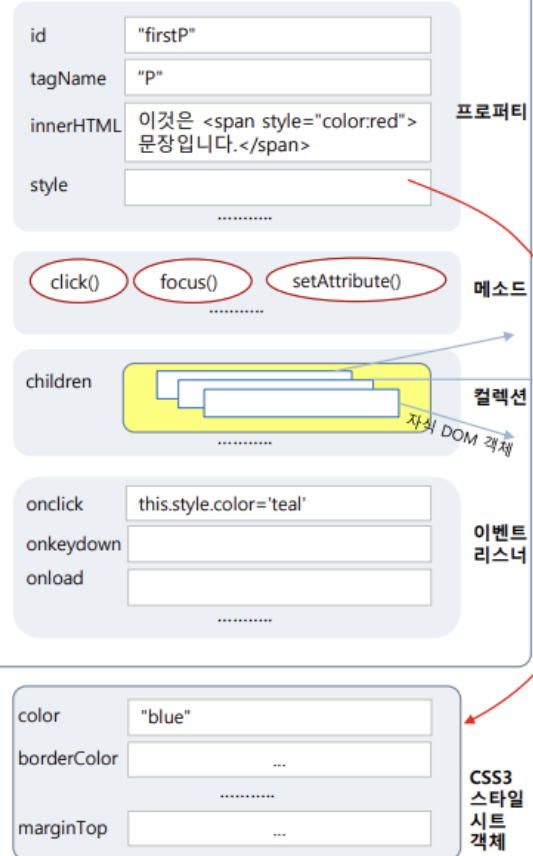 id "firstP"
tagName "P"
프로퍼티
innerHTML 이것은 <span style="color:red">
문장입니다.</span>
style
...........
click() focus() setAttribute()
메소드
...........
children
컬렉션
자식 DOM 객체
...........
onclick this.style.color='teal'
onkeydown
이벤트
리스너
onload
...........
color "blue"
borderColor ...
...........
CSS3
스타일
시트
객체
marginTop ...